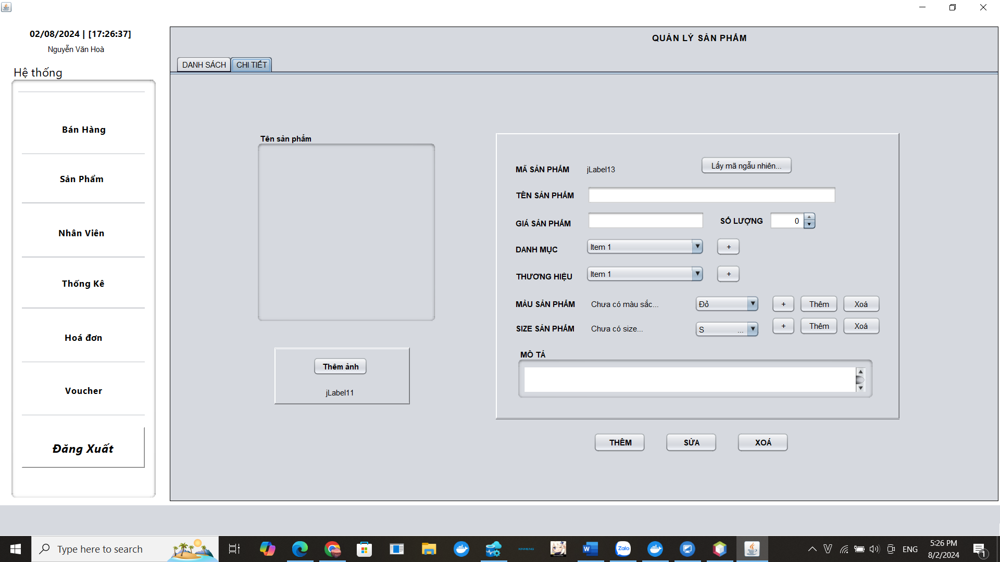 02/08/2024 | [17:26:37]
Nguyễn Văn Hoà
Hệ thống
Bán Hàng
Sản Phẩm
Nhân Viên
Thống Kê
Hoá đơn
Voucher
Đăng Xuất
QUẢN LÝ SẢN PHẨM
DANH SÁCH
CHI TIẾT
Tên sản phẩm
Thêm ảnh
jLabel11
MÃ SẢN PHẨM jLabel13 Lấy mã ngẫu nhiên...
TÊN SẢN PHẨM
GIÁ SẢN PHẨM SỐ LƯỢNG 0
DANH MỤC Item 1 +
THƯƠNG HIỆU Item 1 +
MÀU SẢN PHẨM Chưa có màu sắc... Đỏ + Thêm Xoá
SIZE SẢN PHẨM Chưa có size... S ... + Thêm Xoá
MÔ TẢ
THÊM SỬA XOÁ
Type here to search
W
Zalo
V
ENG
5:26 PM
8/2/2024
1